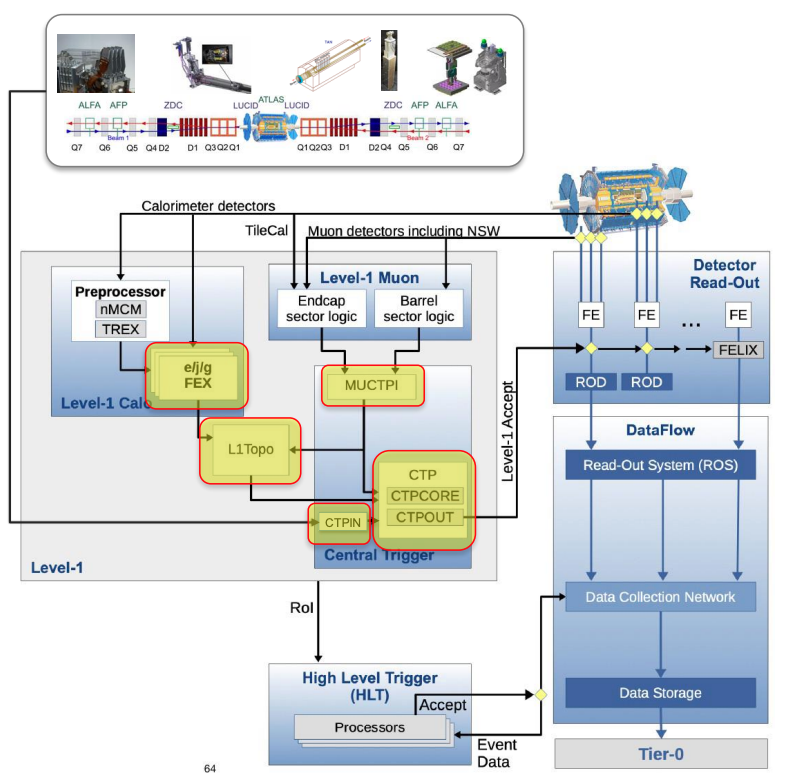 ALFA AFP ZDC LUCID ATLAS LUCID ZDC AFP ALFA
Beam 1 Beam 2
Q7 Q6 Q5 Q4 D2 D1 Q3 Q2 Q1 Q1 Q2 Q3 D1 D2 Q4 Q5 Q6 Q7
Calorimeter detectors
TileCal
Muon detectors including NSW
Preprocessor
nMCM
TREX
e/j/g
FEX
Level-1 Calo
Level-1 Muon
Endcap
sector logic
Barrel
sector logic
MUCTPI
L1Topo
CTP
CTPCORE
CTPOUT
CTPIN
Central Trigger
Level-1
Level-1 Accept
Detector
Read-Out
FE FE ... FE
FELIX
ROD ROD
DataFlow
Read-Out System (ROS)
Data Collection Network
Data Storage
Tier-0
RoI
High Level Trigger
(HLT)
Accept
Processors
Event
Data
64